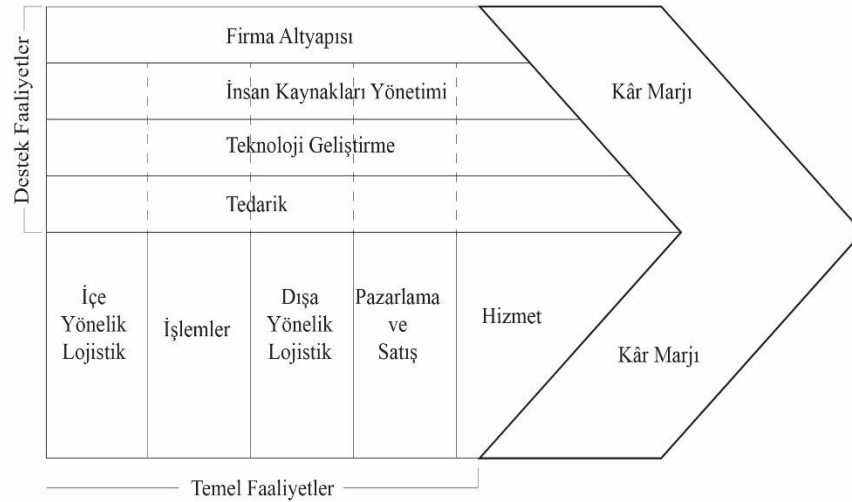 Destek Faaliyetler
Firma Altyapısı
İnsan Kaynakları Yönetimi
Teknoloji Geliştirme
Tedarik
Kâr Marjı
İçe
Yönelik
Lojistik
İşlemler
Dışa
Yönelik
Lojistik
Pazarlama
ve
Satış
Hizmet
Kâr Marjı
Temel Faaliyetler